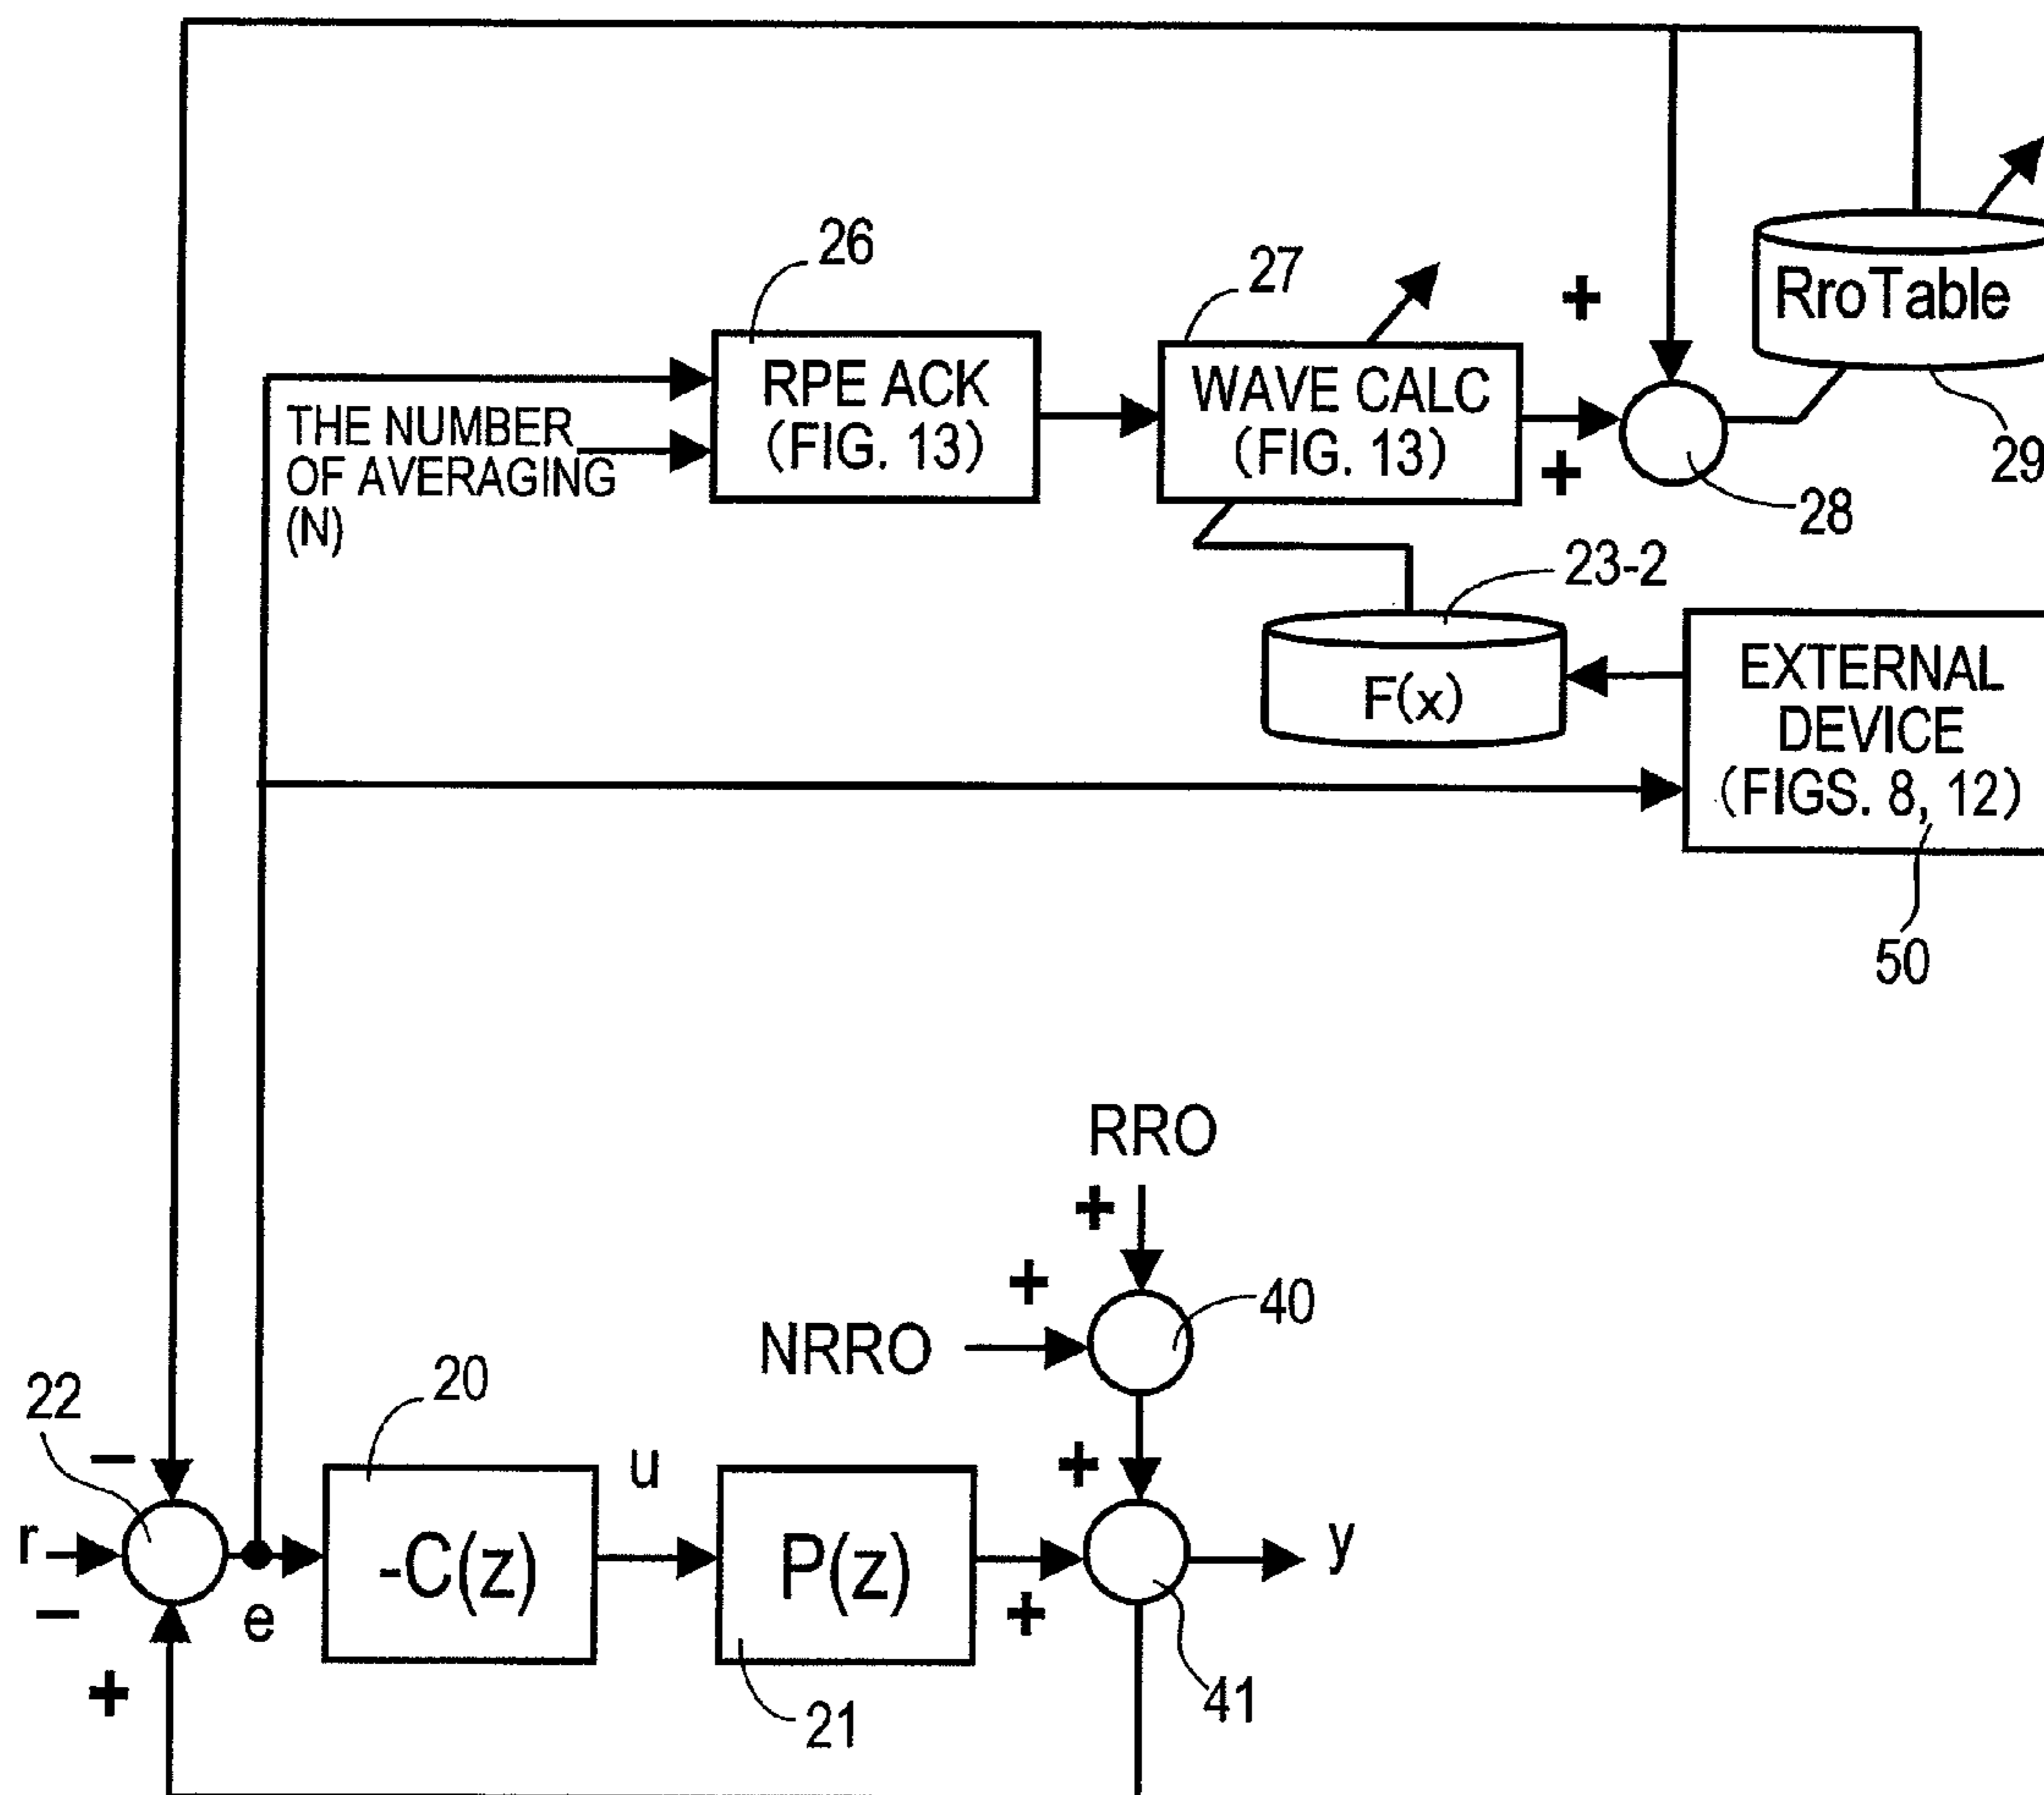 26
27
+
RroTable
RPE ACK
(FIG. 13)
WAVE CALC
(FIG. 13)
THE NUMBER
OF AVERAGING
(N)
+
28
29
23-2
F(x)
EXTERNAL
DEVICE
(FIGS. 8, 12)
50
RRO
+
+
NRRO
40
22
20
u
+
−
r
−
e
-C(z)
P(z)
y
+
+
21
41